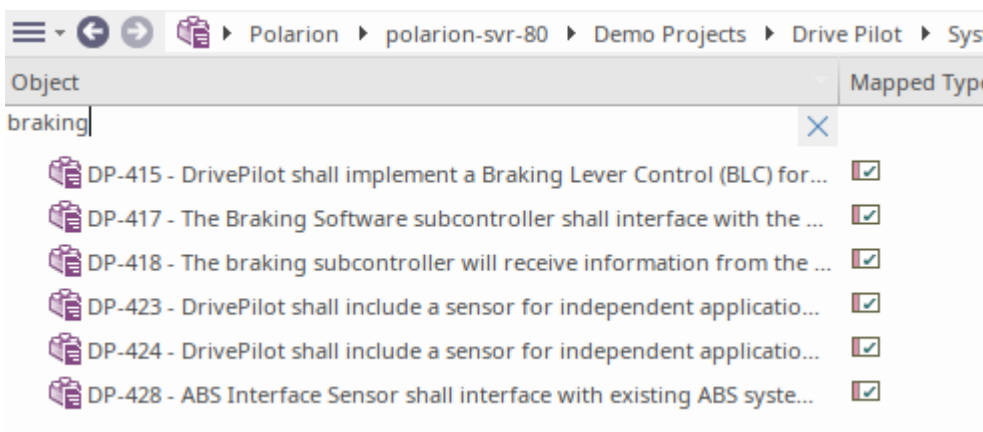 Polarion polarion-svr-80 Demo Projects Drive Pilot Sys
Object Mapped Type
braking
DP-415 - DrivePilot shall implement a Braking Lever Control (BLC) for...
DP-417 - The Braking Software subcontroller shall interface with the ...
DP-418 - The braking subcontroller will receive information from the ...
DP-423 - DrivePilot shall include a sensor for independent applicatio...
DP-424 - DrivePilot shall include a sensor for independent applicatio...
DP-428 - ABS Interface Sensor shall interface with existing ABS syste...